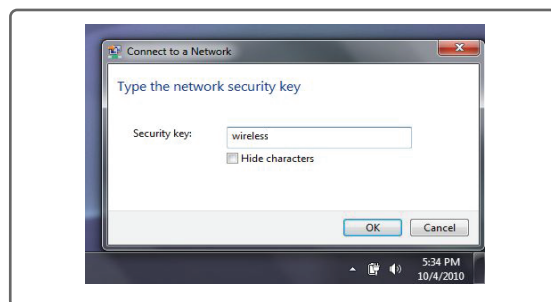 Connect to a Network
Type the network security key
Security key: wireless
Hide characters
OK Cancel
5:34 PM
10/4/2010